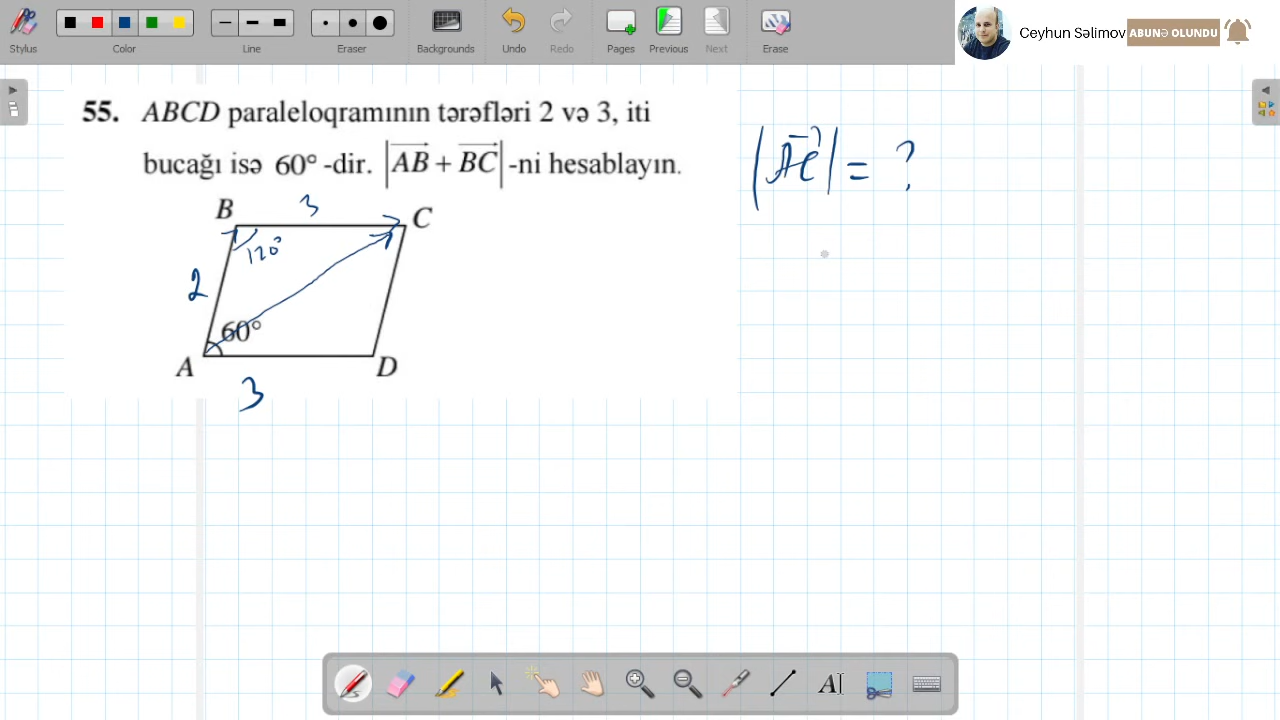 Stylus
Color
Line
Eraser
Backgrounds
Undo
Redo
Pages
Previous
Next
Erase
Ceyhun Səlimov
ABUNƏ OLUNDU
55. ABCD paraleloqramının tərəfləri 2 və 3, iti
bucağı isə 60° -dir. |AB + BC| -ni hesablayın.
|AC| = ?
B 3 C
120°
2
60°
A D
3
AI